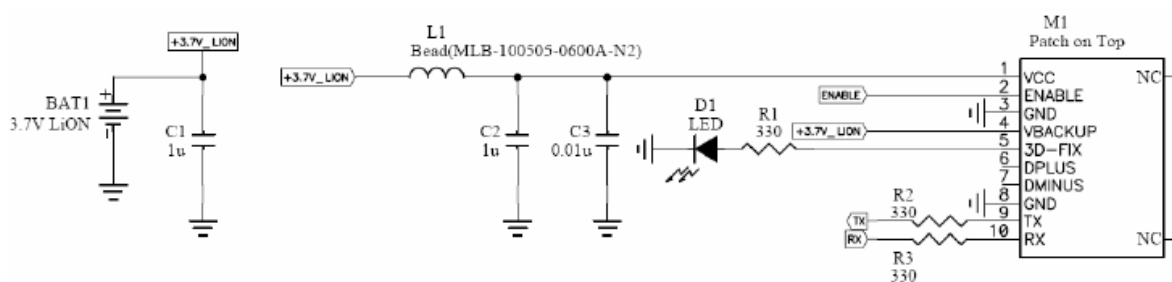 +3.7V_LION
BAT1
3.7V LiON
+
C1
1u
+3.7V_LION
L1
Bead(MLB-100505-0600A-N2)
C2
1u
C3
0.01u
D1
LED
R1
330
ENABLE
+3.7V_LION
R2
330
TX
RX
R3
330
M1
Patch on Top
1 VCC NC
2 ENABLE
3 GND
4 VBACKUP
5 3D-FIX
6 DPLUS
7 DMINUS
8 GND
9 TX
10 RX NC